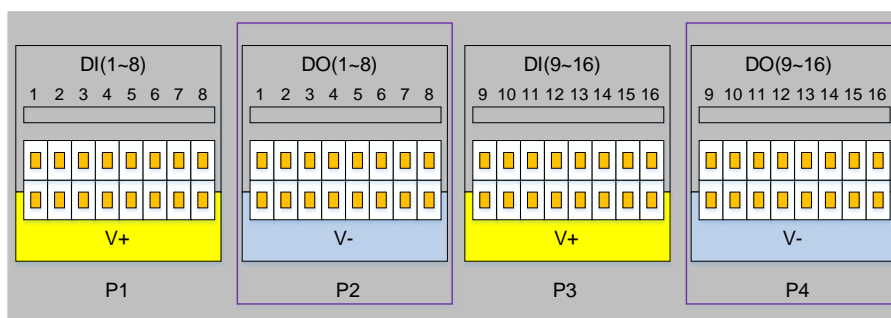 DI(1~8)
1 2 3 4 5 6 7 8
V+
P1
DO(1~8)
1 2 3 4 5 6 7 8
V-
P2
DI(9~16)
9 10 11 12 13 14 15 16
V+
P3
DO(9~16)
9 10 11 12 13 14 15 16
V-
P4